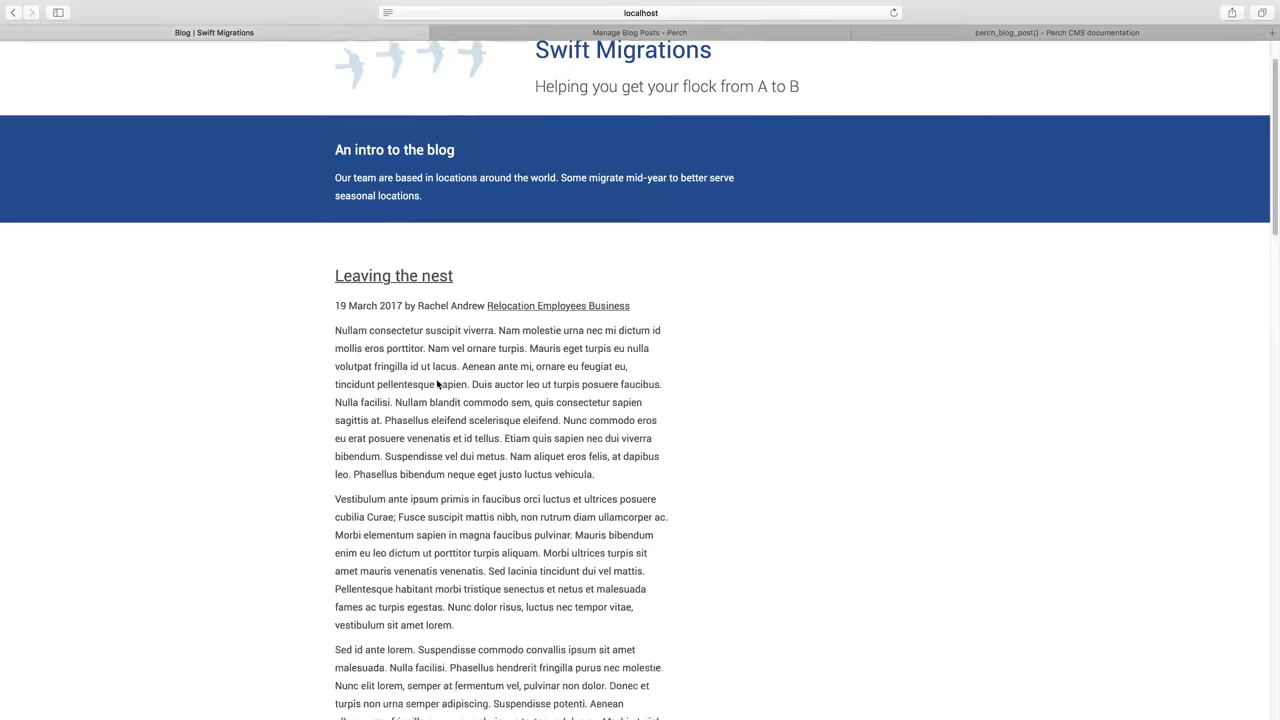 localhost
Blog | Swift Migrations
Manage Blog Posts - Perch
perch_blog_post() - Perch CMS documentation
Swift Migrations
Helping you get your flock from A to B
An intro to the blog
Our team are based in locations around the world. Some migrate mid-year to better serve
seasonal locations.
Leaving the nest
19 March 2017 by Rachel Andrew Relocation Employees Business
Nullam consectetur suscipit viverra. Nam molestie urna nec mi dictum id
mollis eros porttitor. Nam vel ornare turpis. Mauris eget turpis eu nulla
volutpat fringilla id ut lacus. Aenean ante mi, ornare eu feugiat eu,
tincidunt pellentesque sapien. Duis auctor leo ut turpis posuere faucibus.
Nulla facilisi. Nullam blandit commodo sem, quis consectetur sapien
sagittis at. Phasellus eleifend scelerisque eleifend. Nunc commodo eros
eu erat posuere venenatis et id tellus. Etiam quis sapien nec dui viverra
bibendum. Suspendisse vel dui metus. Nam aliquet eros felis, at dapibus
leo. Phasellus bibendum neque eget justo luctus vehicula.
Vestibulum ante ipsum primis in faucibus orci luctus et ultrices posuere
cubilia Curae; Fusce suscipit mattis nibh, non rutrum diam ullamcorper ac.
Morbi elementum sapien in magna faucibus pulvinar. Mauris bibendum
enim eu leo dictum ut porttitor turpis aliquam. Morbi ultrices turpis sit
amet mauris venenatis venenatis. Sed lacinia tincidunt dui vel mattis.
Pellentesque habitant morbi tristique senectus et netus et malesuada
fames ac turpis egestas. Nunc dolor risus, luctus nec tempor vitae,
vestibulum sit amet lorem.
Sed id ante lorem. Suspendisse commodo convallis ipsum sit amet
malesuada. Nulla facilisi. Phasellus hendrerit fringilla purus nec molestie.
Nunc elit lorem, semper at fermentum vel, pulvinar non dolor. Donec et
turpis non urna semper adipiscing. Suspendisse potenti. Aenean